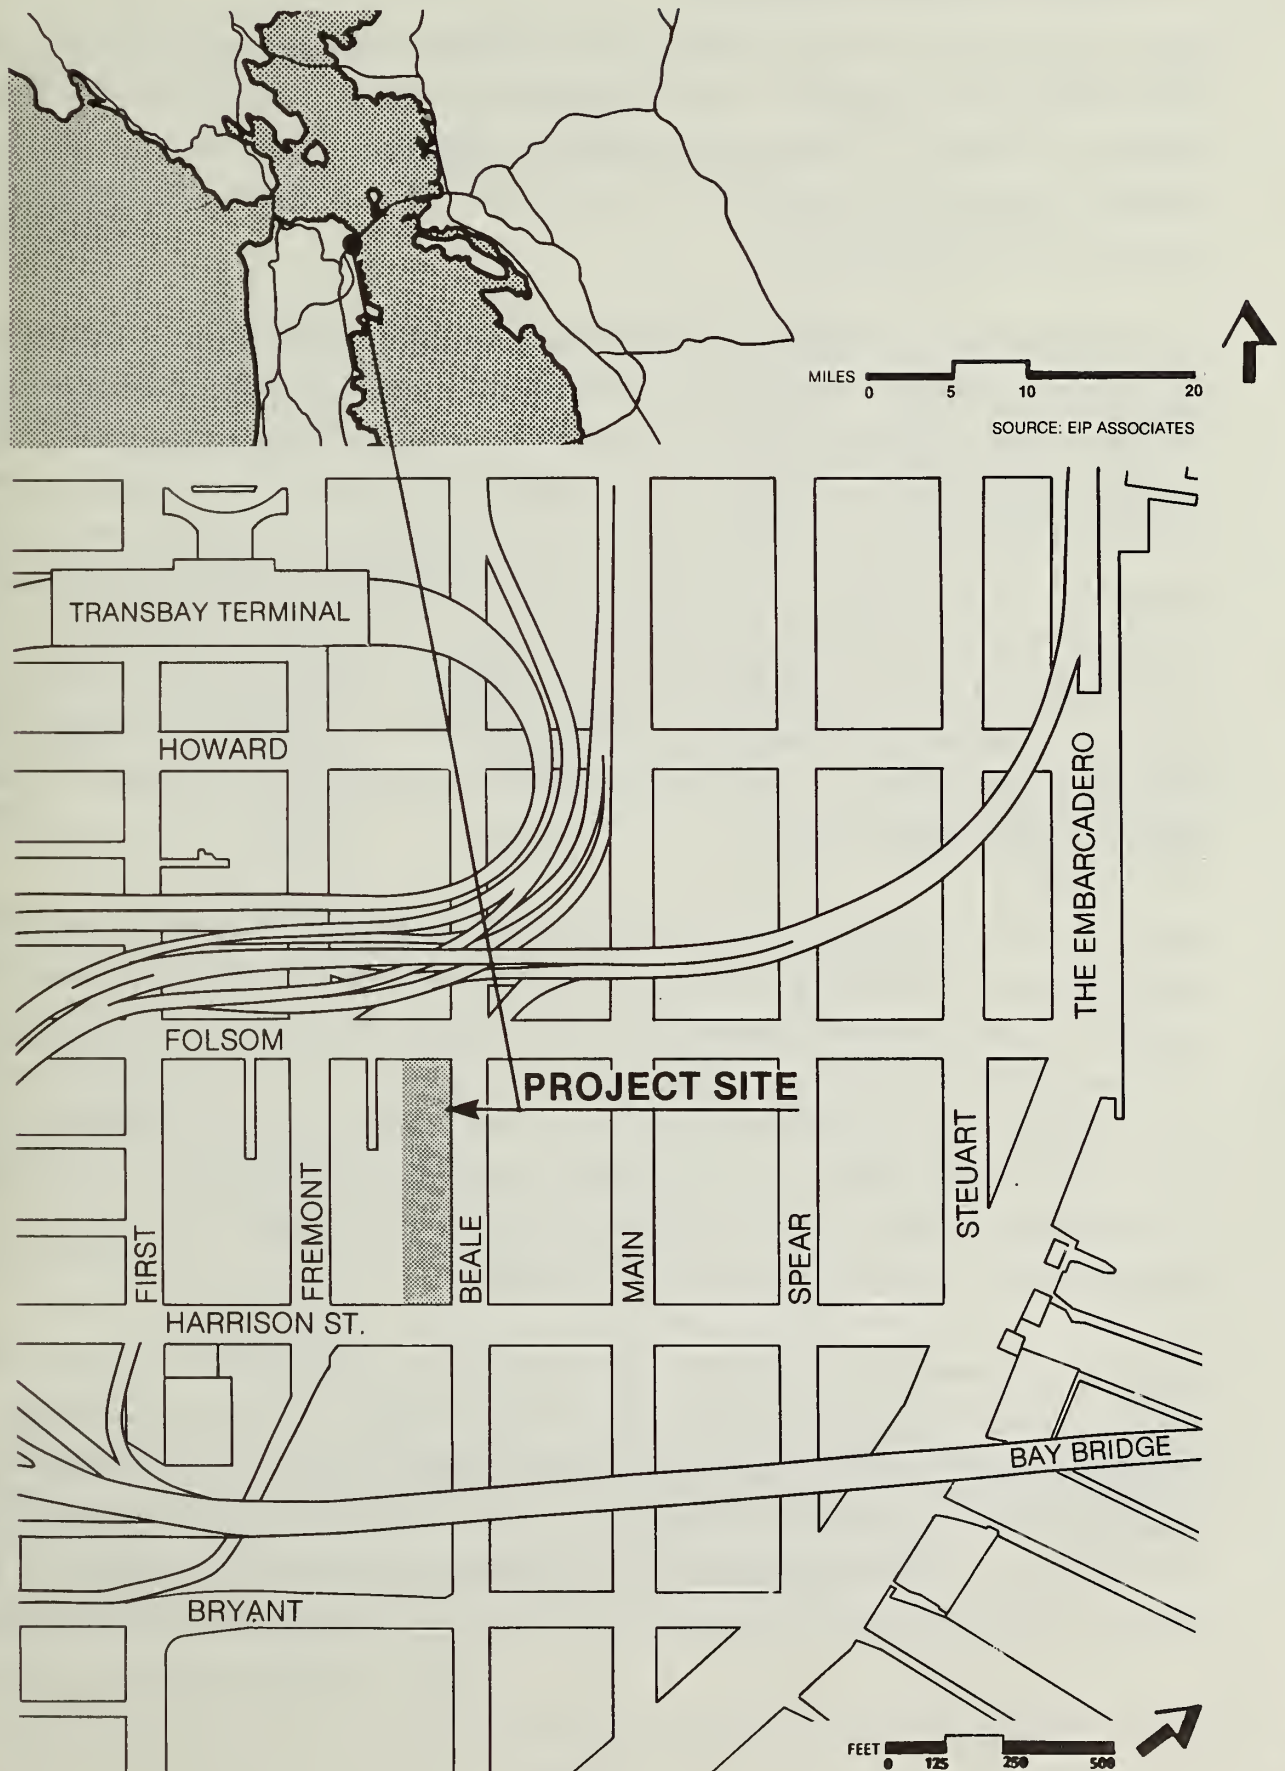 MILES
0 5 10 20
SOURCE: EIP ASSOCIATES
TRANSBAY TERMINAL
HOWARD
THE EMBARCADERO
FOLSOM
PROJECT SITE
FIRST
FREMONT
BEALE
MAIN
SPEAR
STEUART
HARRISON ST.
BAY BRIDGE
BRYANT
FEET
0 125 250 500